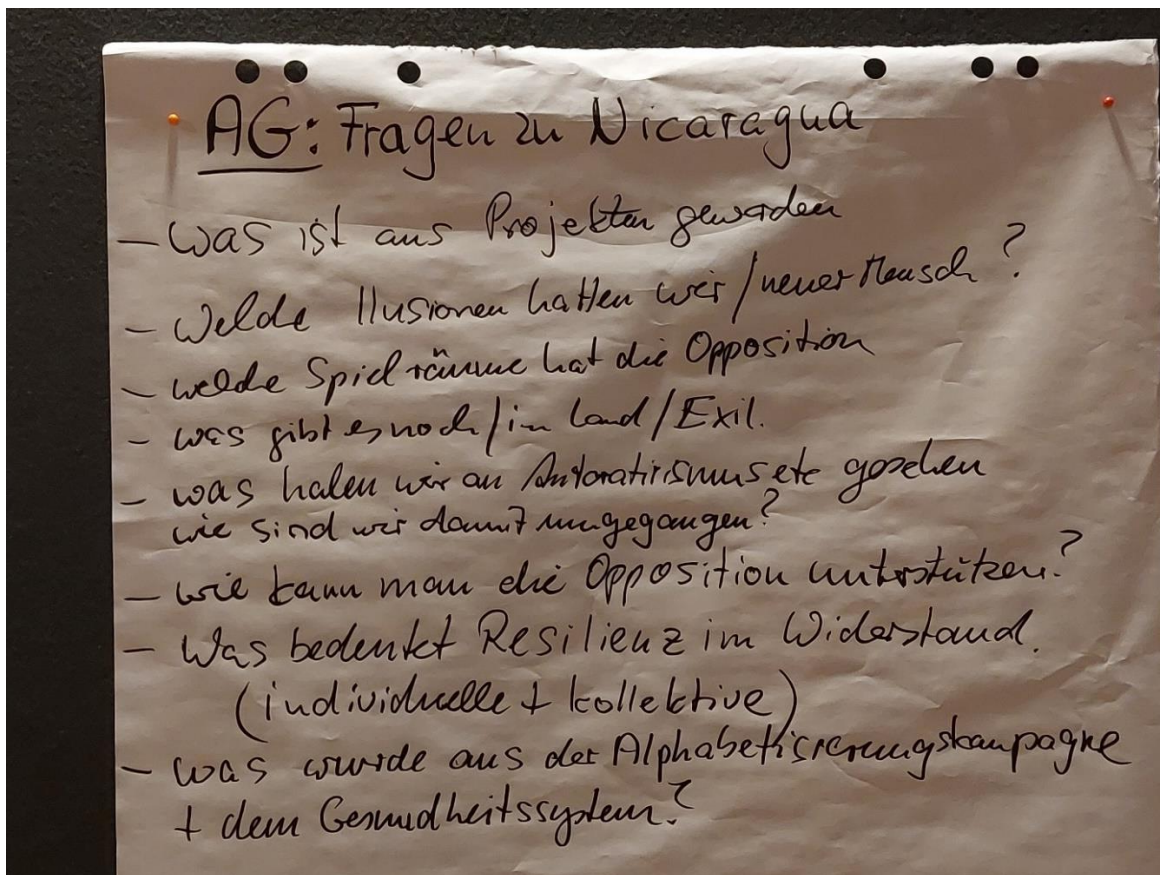 AG: Fragen zu Nicaragua
- Was ist aus Projekten geworden
- Welche Illusionen hatten wir/neuer Mensch?
- welche Spielräume hat die Opposition
- was gibt es noch/im Land/Exil.
- was haben wir an Autoratirismus etc gesehen
wie sind wir damit umgegangen?
- wie kann man die Opposition unterstützen?
- Was bedeutet Resilienz im Widerstand.
(individuelle + kollektive)
- was wurde aus der Alphabetisierungskampagne
+ dem Gesundheitssystem?